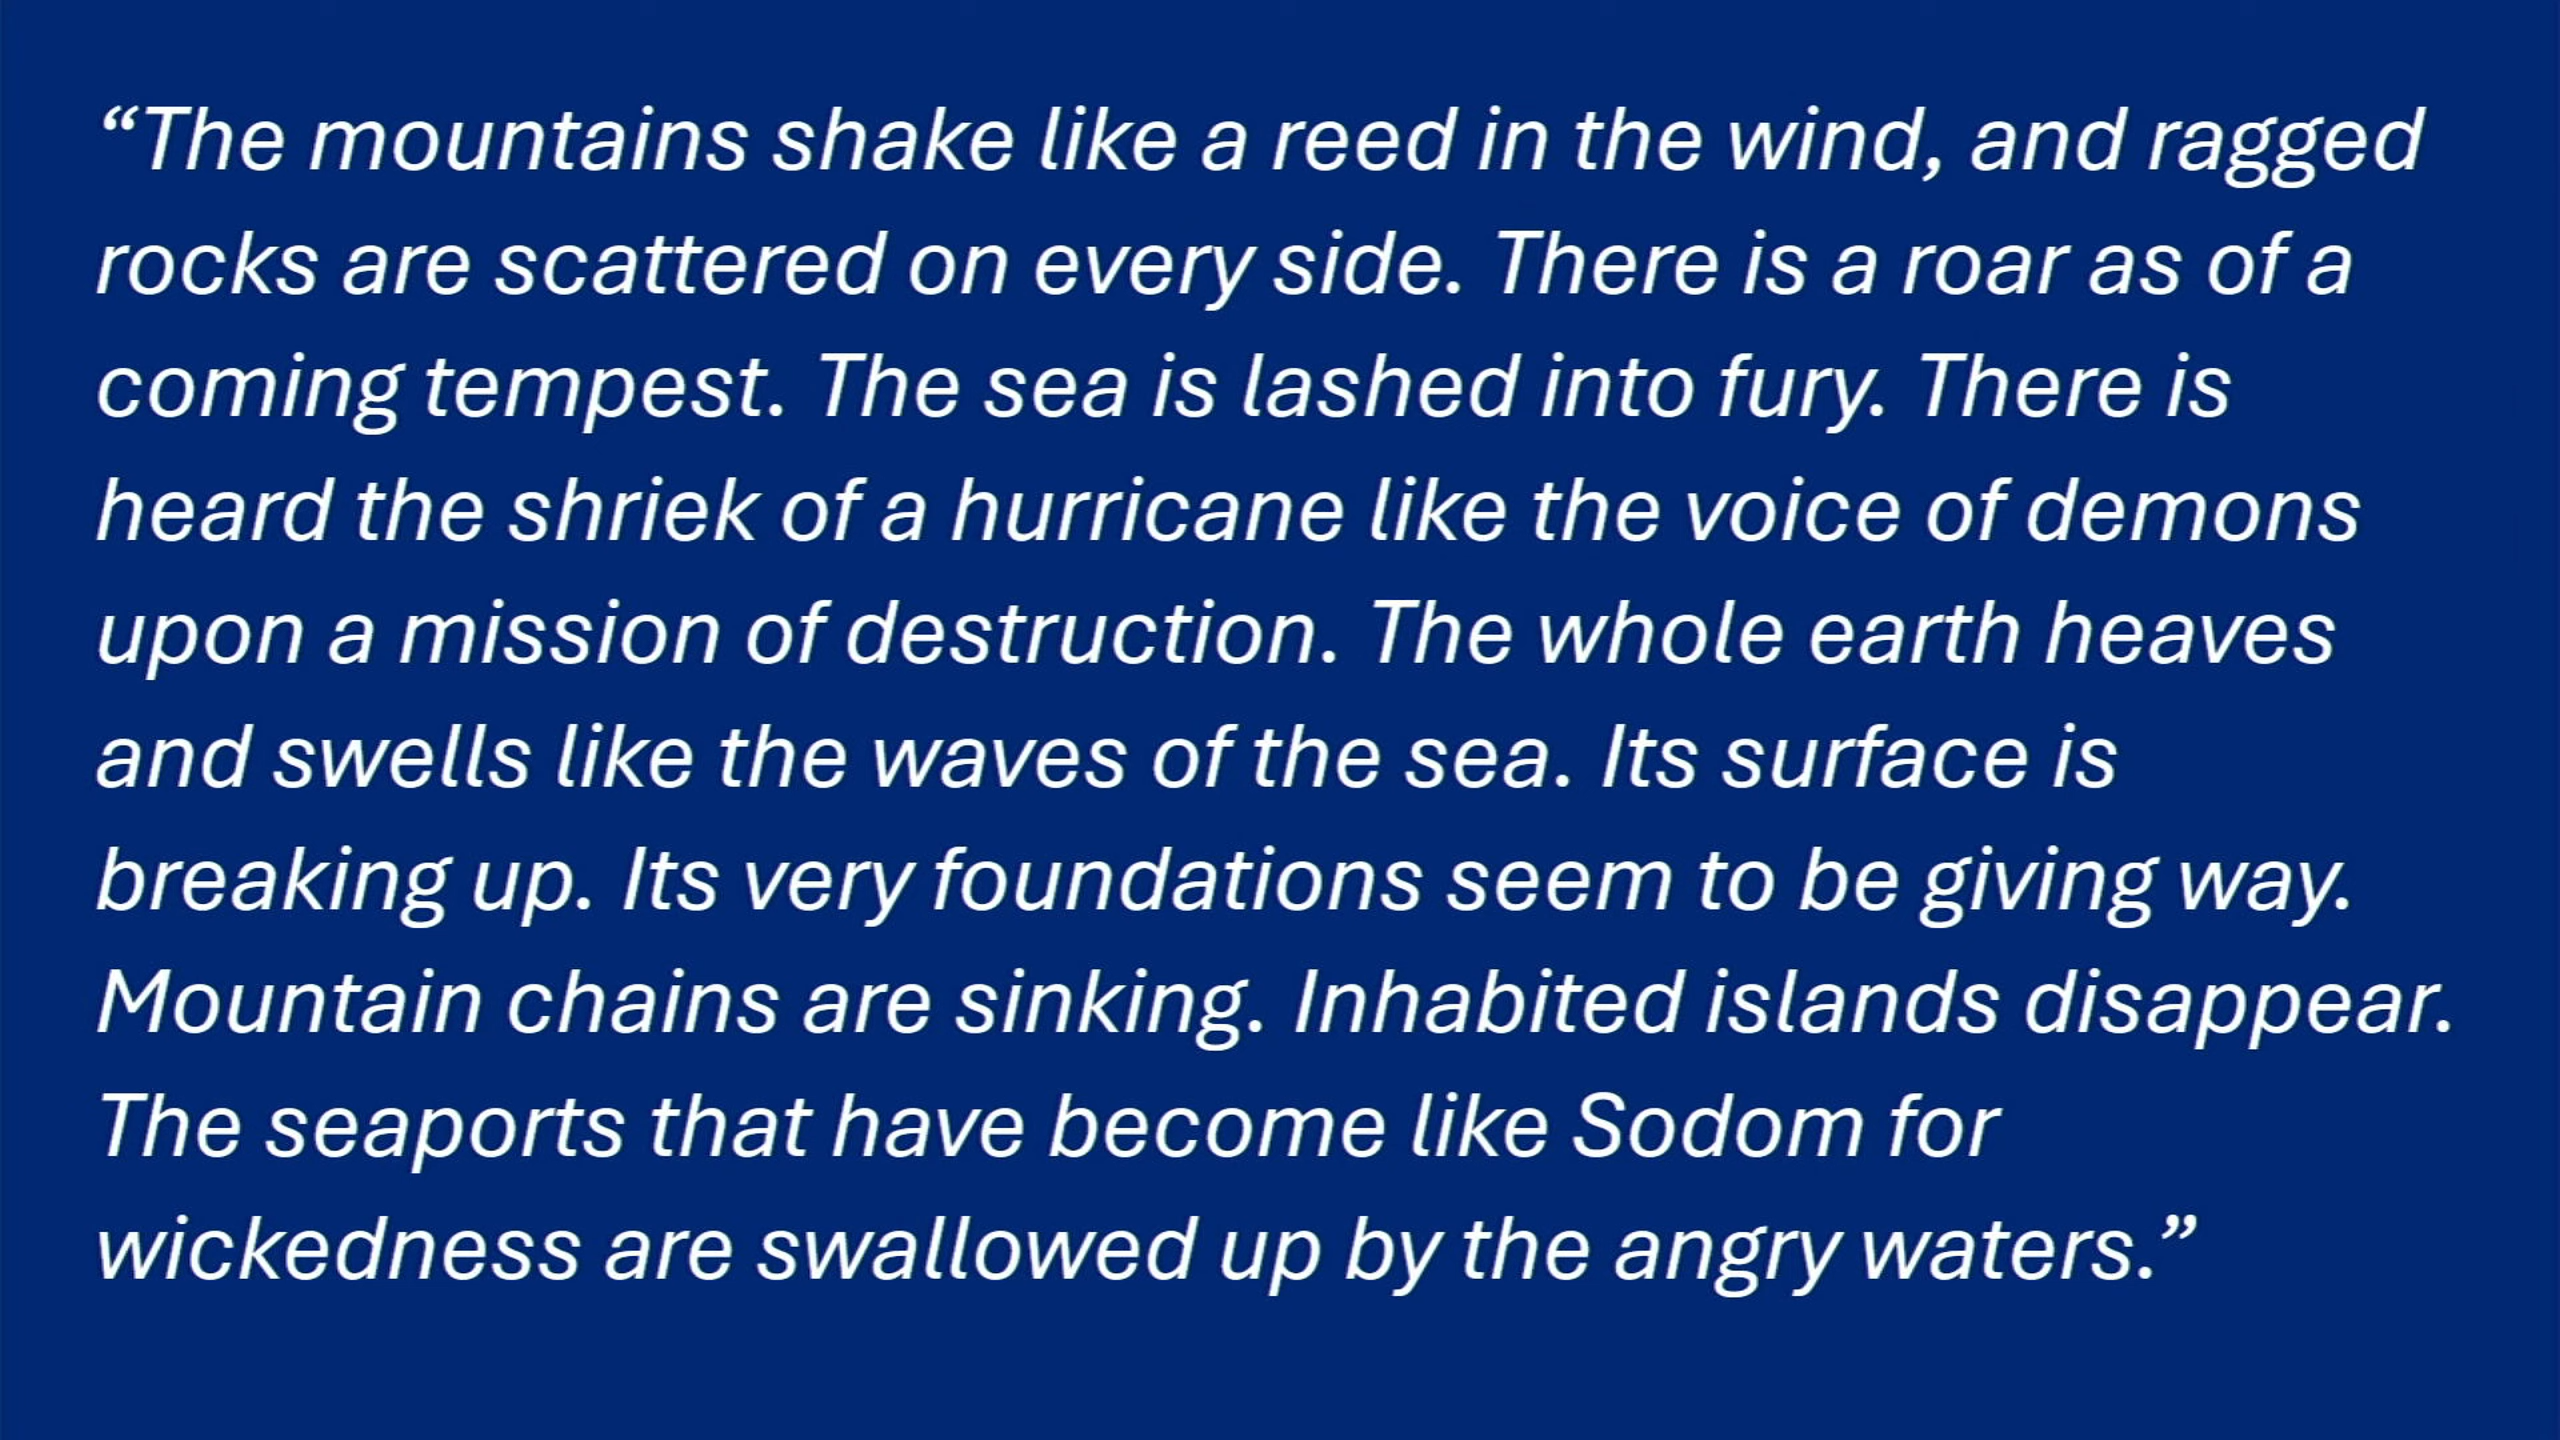 “The mountains shake like a reed in the wind, and ragged
rocks are scattered on every side. There is a roar as of a
coming tempest. The sea is lashed into fury. There is
heard the shriek of a hurricane like the voice of demons
upon a mission of destruction. The whole earth heaves
and swells like the waves of the sea. Its surface is
breaking up. Its very foundations seem to be giving way.
Mountain chains are sinking. Inhabited islands disappear.
The seaports that have become like Sodom for
wickedness are swallowed up by the angry waters.”